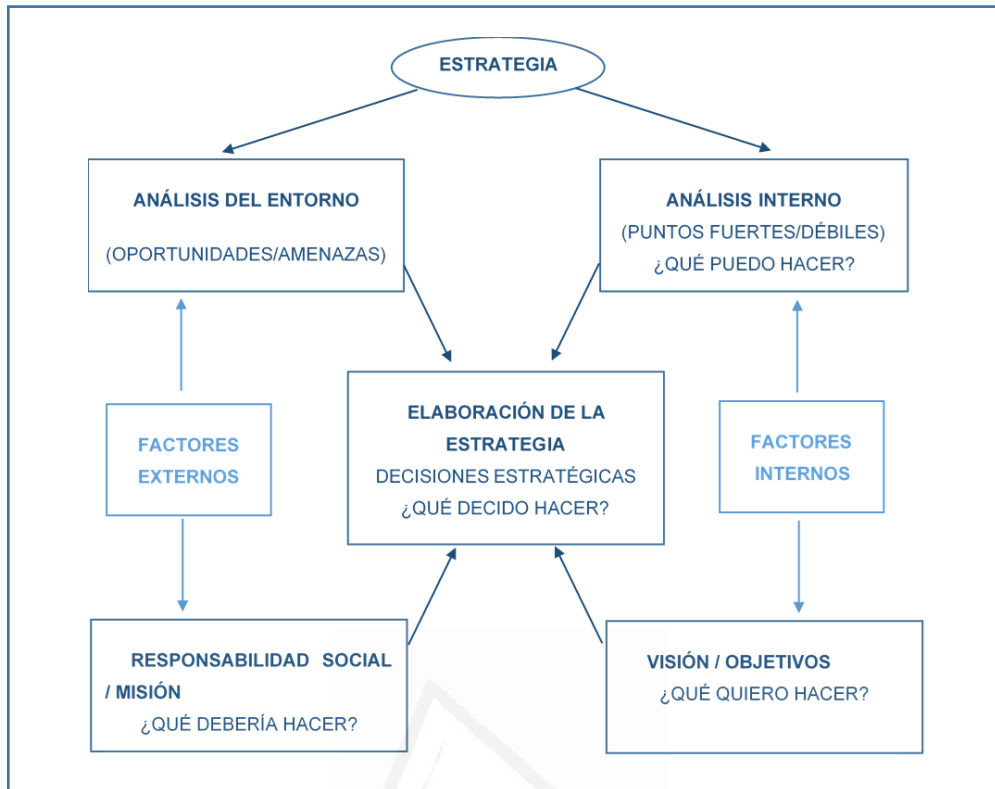 ESTRATEGIA
ANÁLISIS DEL ENTORNO
(OPORTUNIDADES/AMENAZAS)
ANÁLISIS INTERNO
(PUNTOS FUERTES/DÉBILES)
¿QUÉ PUEDO HACER?
ELABORACIÓN DE LA
ESTRATEGIA
DECISIONES ESTRATÉGICAS
¿QUÉ DECIDO HACER?
FACTORES
EXTERNOS
FACTORES
INTERNOS
RESPONSABILIDAD SOCIAL
/ MISIÓN
¿QUÉ DEBERÍA HACER?
VISIÓN / OBJETIVOS
¿QUÉ QUIERO HACER?